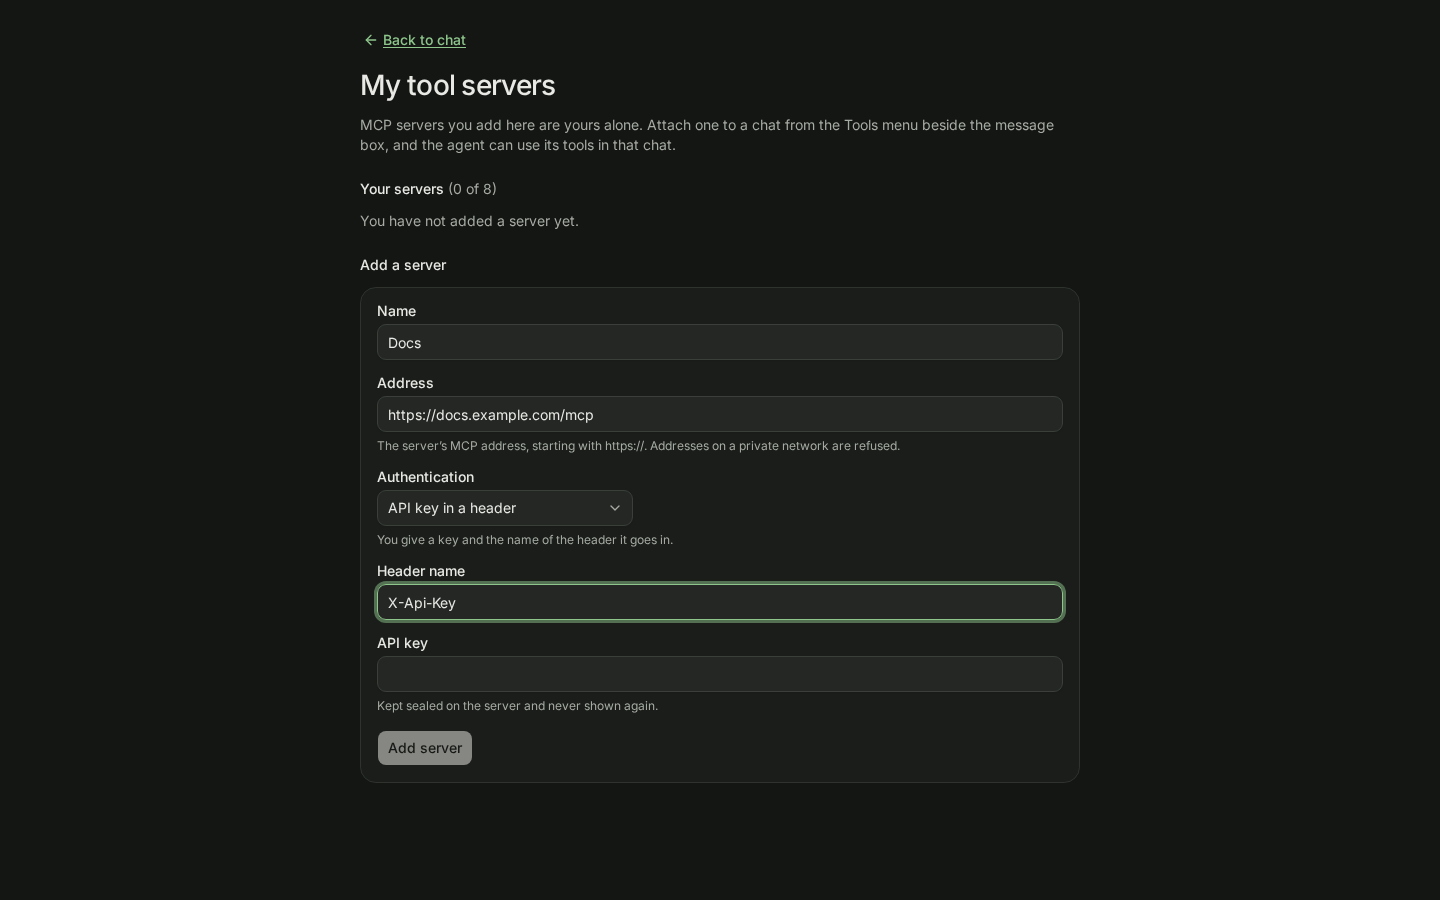 Back to chat
My tool servers
MCP servers you add here are yours alone. Attach one to a chat from the Tools menu beside the message
box, and the agent can use its tools in that chat.
Your servers (0 of 8)
You have not added a server yet.
Add a server
Name
Docs
Address
https://docs.example.com/mcp
The server’s MCP address, starting with https://. Addresses on a private network are refused.
Authentication
API key in a header
You give a key and the name of the header it goes in.
Header name
X-Api-Key
API key
Kept sealed on the server and never shown again.
Add server